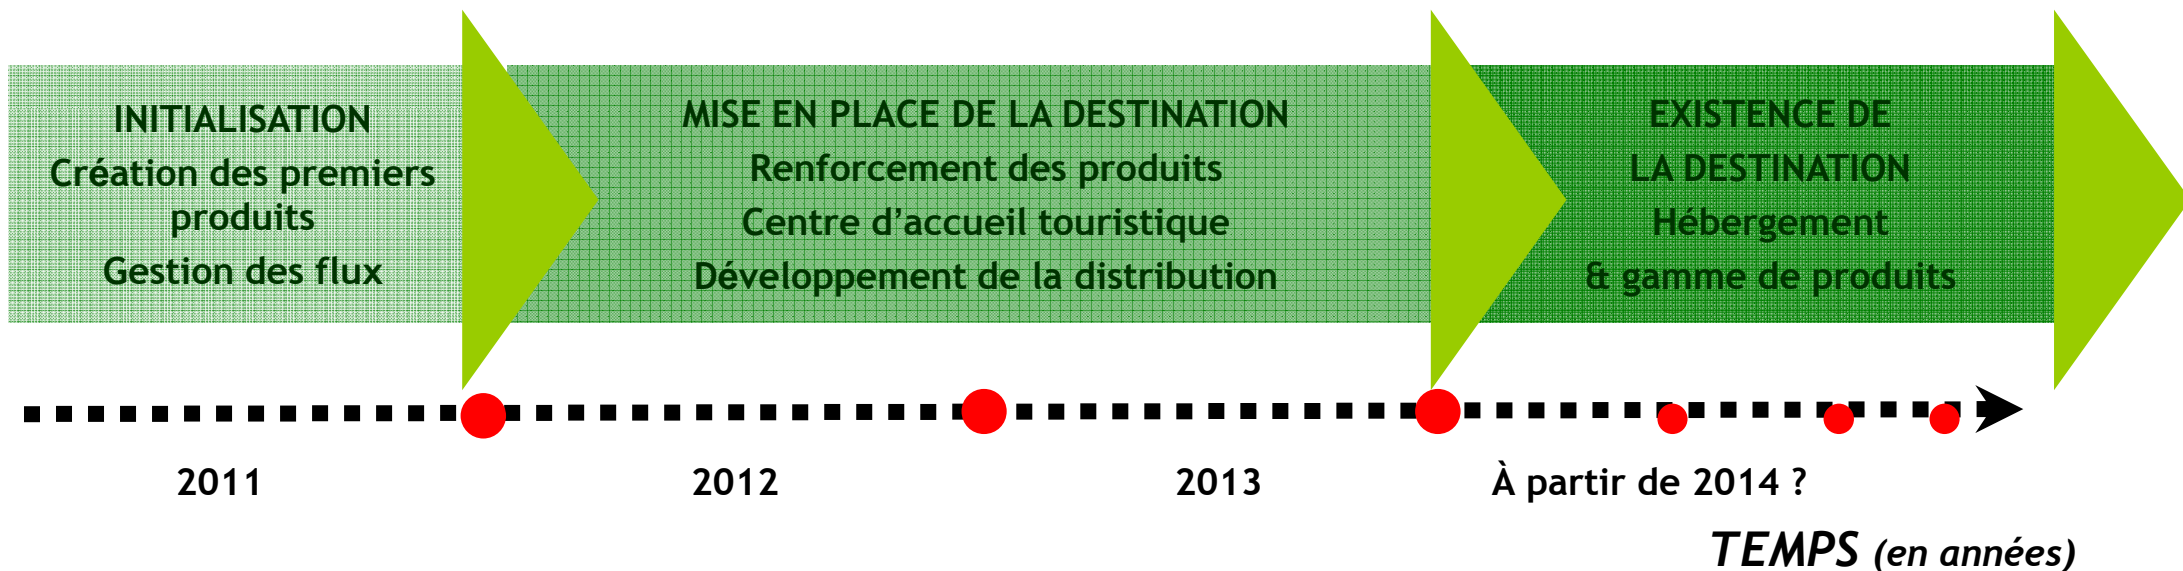 INITIALISATION
Création des premiers
produits
Gestion des flux
MISE EN PLACE DE LA DESTINATION
Renforcement des produits
Centre d’accueil touristique
Développement de la distribution
EXISTENCE DE
LA DESTINATION
Hébergement
& gamme de produits
2011
2012
2013
À partir de 2014 ?
TEMPS (en années)